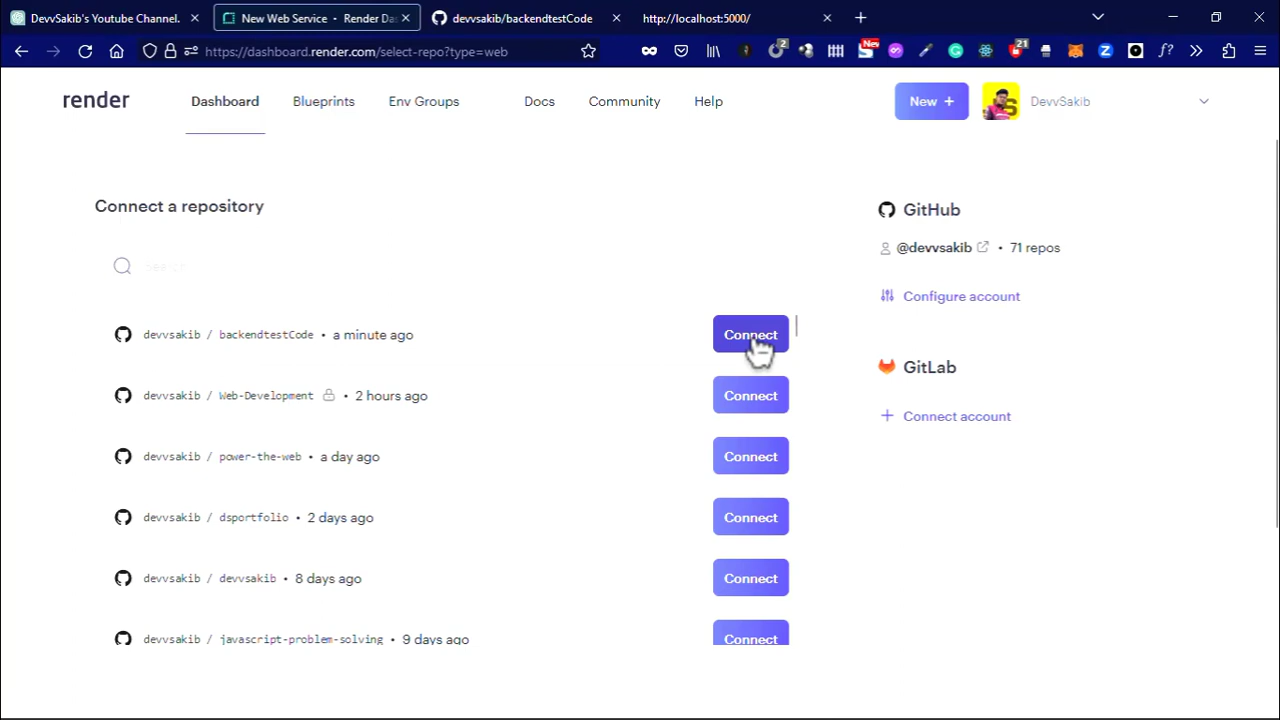 DevvSakib's Youtube Channel.
New Web Service • Render Da
devvsakib/backendtestCode
http://localhost:5000/
https://dashboard.render.com/select-repo?type=web
2
New
21
f?
render
Dashboard
Blueprints
Env Groups
Docs
Community
Help
New +
DevvSakib
Connect a repository
GitHub
@devvsakib • 71 repos
Configure account
GitLab
Connect account
devvsakib / backendtestCode • a minute ago
Connect
devvsakib / Web-Development • 2 hours ago
Connect
devvsakib / power-the-web • a day ago
Connect
devvsakib / dsportfolio • 2 days ago
Connect
devvsakib / devvsakib • 8 days ago
Connect
devvsakib / javascript-problem-solving • 9 days ago
Connect